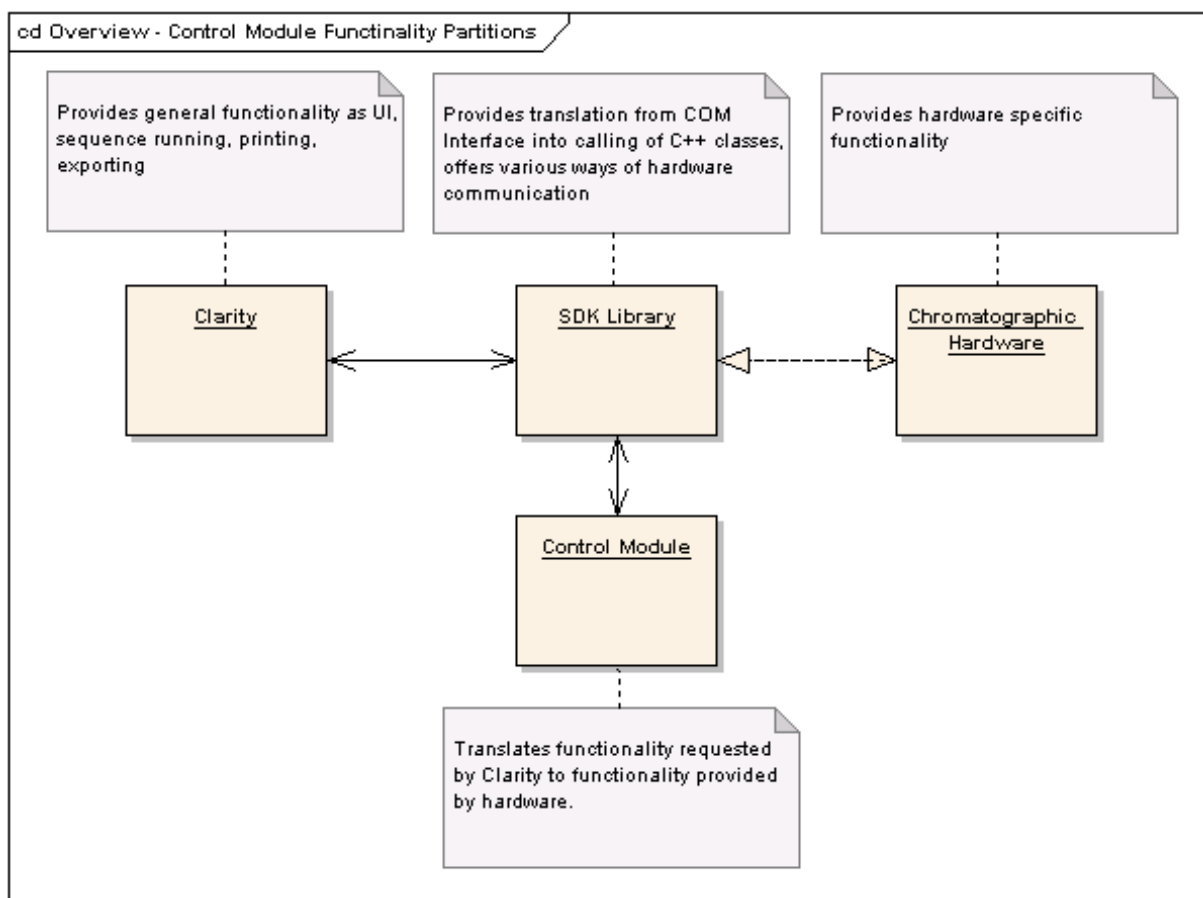 cd Overview - Control Module Functinality Partitions
Provides general functionality as UI,
sequence running, printing,
exporting
Provides translation from COM
Interface into calling of C++ classes,
offers various ways of hardware
communication
Provides hardware specific
functionality
Clarity
SDK Library
Chromatographic
Hardware
Control Module
Translates functionality requested
by Clarity to functionality provided
by hardware.